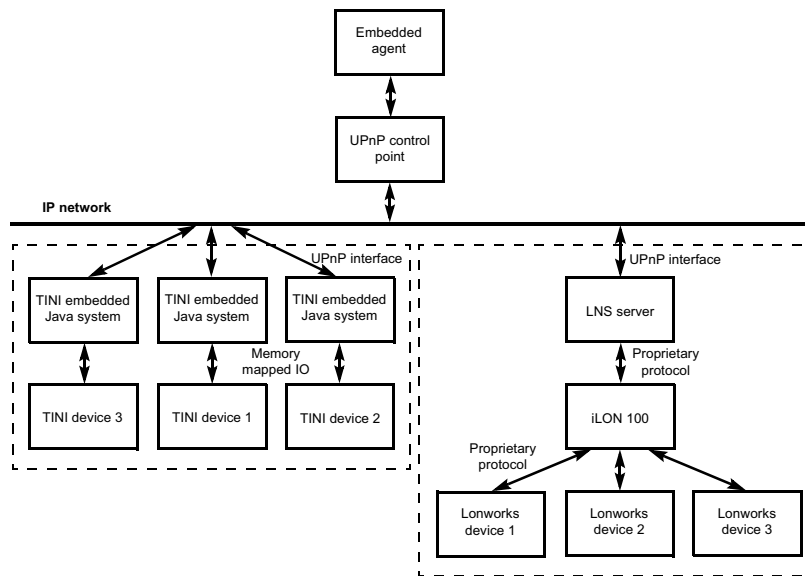 Embedded
agent
UPnP control
point
IP network
UPnP interface
UPnP interface
TINI embedded
Java system
TINI embedded
Java system
TINI embedded
Java system
LNS server
Memory
mapped IO
Proprietary
protocol
TINI device 3
TINI device 1
TINI device 2
iLON 100
Proprietary
protocol
Lonworks
device 1
Lonworks
device 2
Lonworks
device 3